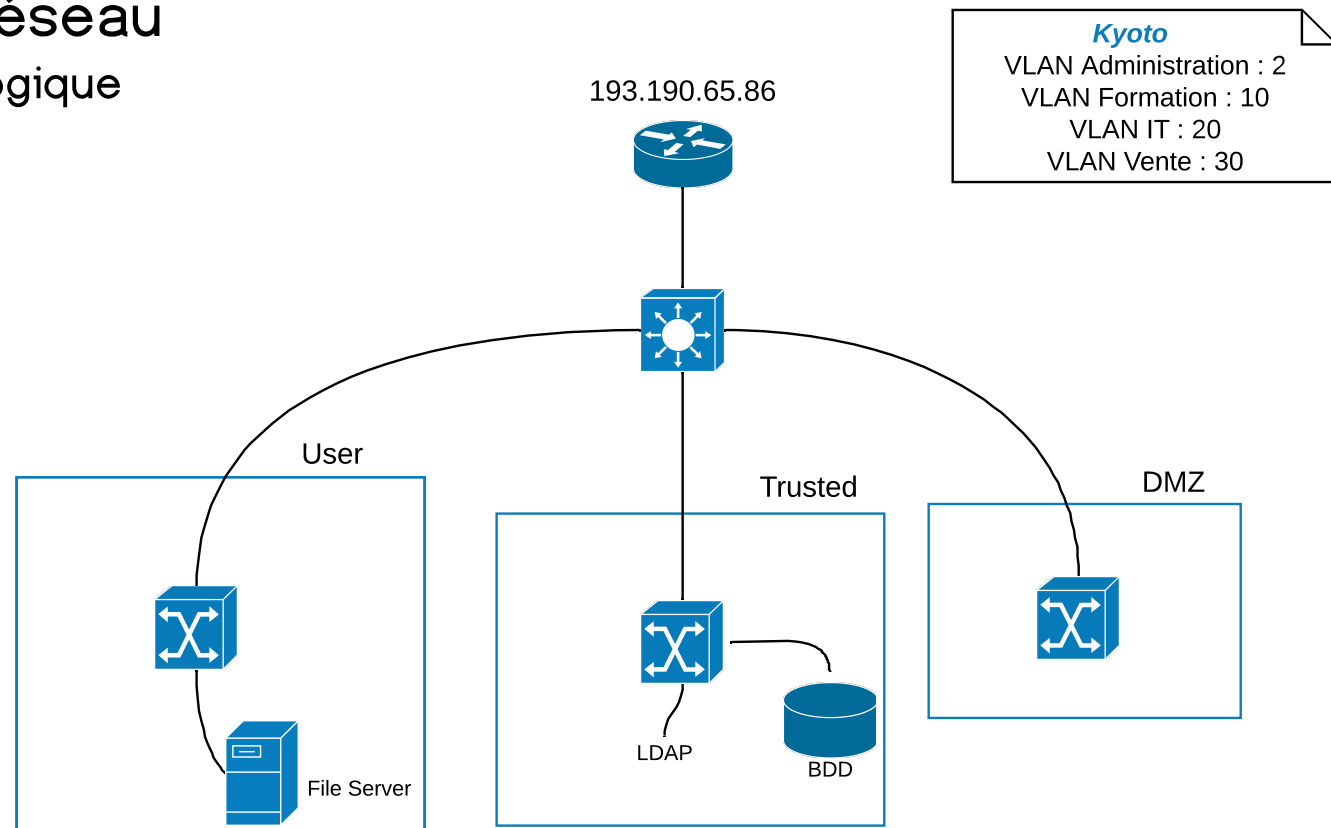 éseau
ogique
193.190.65.86
Kyoto
VLAN Administration : 2
VLAN Formation : 10
VLAN IT : 20
VLAN Vente : 30
User
Trusted
DMZ
LDAP
BDD
File Server